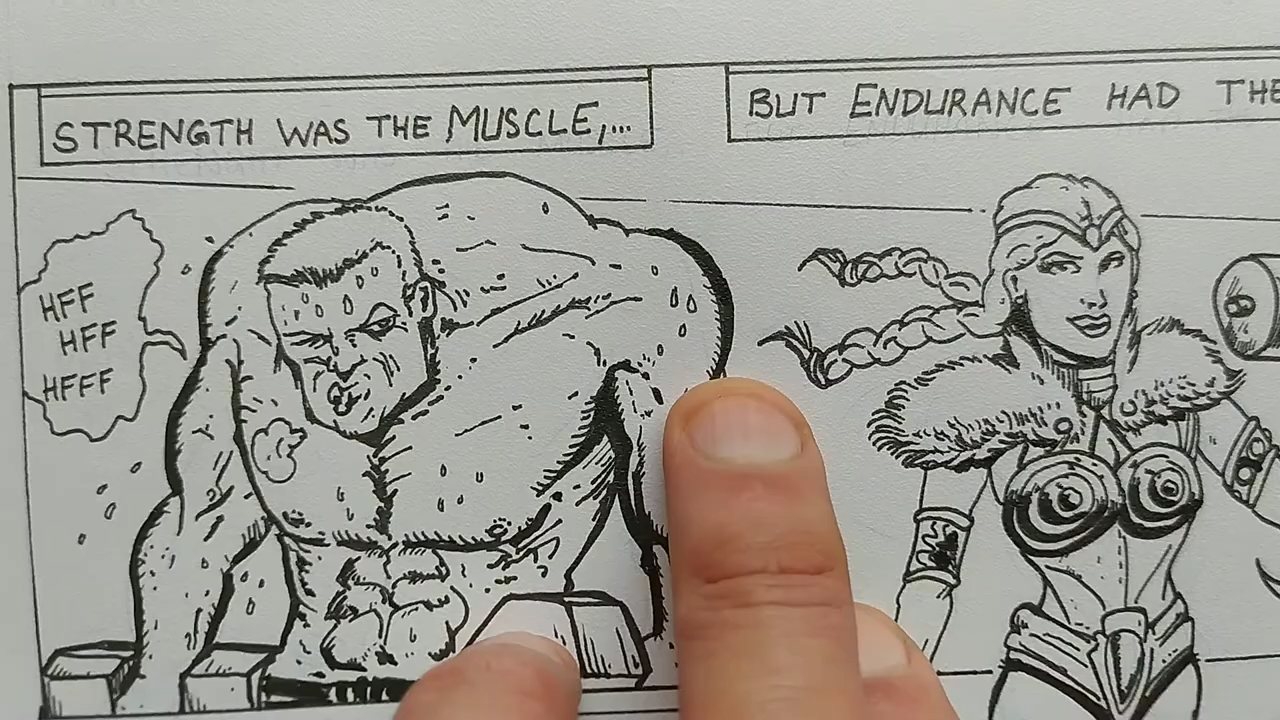 STRENGTH WAS THE MUSCLE,...
BUT ENDURANCE HAD THE
HFF
HFF
HFFF